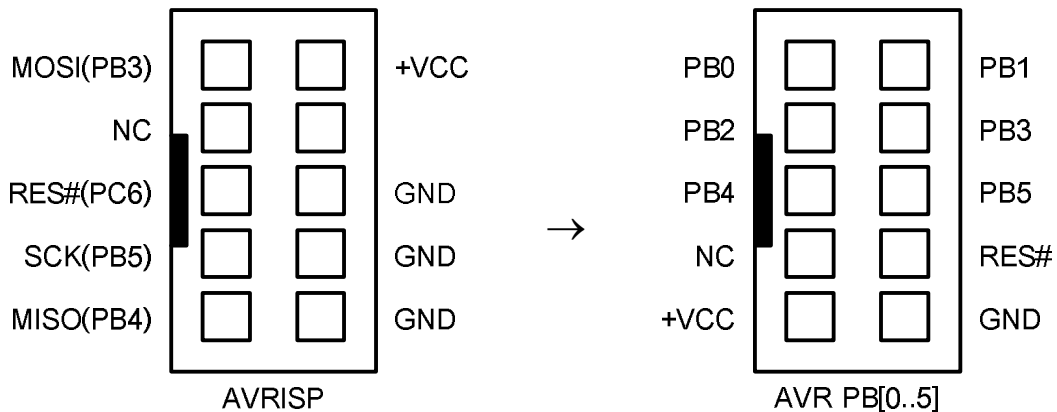 MOSI(PB3) +VCC PB0 PB1
NC PB2 PB3
RES#(PC6) GND PB4 PB5
→
SCK(PB5) GND NC RES#
MISO(PB4) GND +VCC GND
AVRISP AVR PB[0..5]